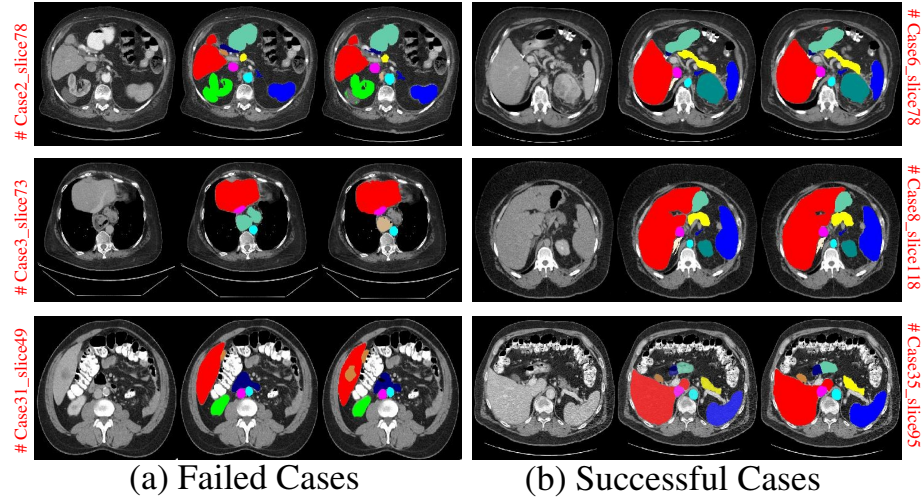 # Case2_slice78
# Case6_slice78
# Case3_slice73
# Case8_slice118
# Case31_slice49
# Case35_slice95
(a) Failed Cases
(b) Successful Cases